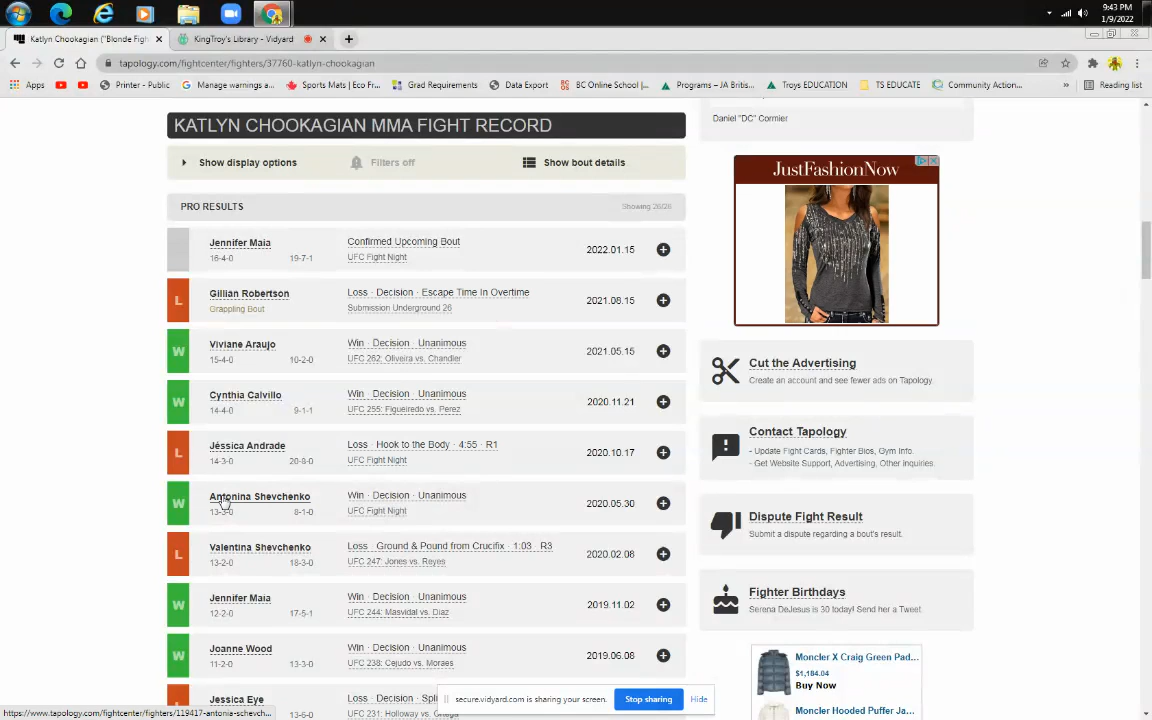 9:43 PM
1/9/2022
Katlyn Chookagian ("Blonde Figh
KingTroy's Library - Vidyard
tapology.com/fightcenter/fighters/37760-katlyn-chookagian
Apps
Printer - Public
Manage warnings a...
Sports Mats | Eco Fr...
Grad Requirements
Data Export
BC Online School |...
Programs – JA Britis...
Troys EDUCATION
TS EDUCATE
Community Action...
Reading list
Daniel "DC" Cormier
KATLYN CHOOKAGIAN MMA FIGHT RECORD
Show display options
Filters off
Show bout details
PRO RESULTS
Showing 26/26
Jennifer Maia
16-4-0 19-7-1
Confirmed Upcoming Bout
UFC Fight Night
2022.01.15
L
Gillian Robertson
Grappling Bout
Loss · Decision · Escape Time In Overtime
Submission Underground 26
2021.08.15
W
Viviane Araujo
15-4-0 10-2-0
Win · Decision · Unanimous
UFC 262: Oliveira vs. Chandler
2021.05.15
W
Cynthia Calvillo
14-4-0 9-1-1
Win · Decision · Unanimous
UFC 255: Figueiredo vs. Perez
2020.11.21
L
Jéssica Andrade
14-3-0 20-8-0
Loss · Hook to the Body · 4:55 · R1
UFC Fight Night
2020.10.17
W
Antonina Shevchenko
13-3-0 8-1-0
Win · Decision · Unanimous
UFC Fight Night
2020.05.30
L
Valentina Shevchenko
13-2-0 18-3-0
Loss · Ground & Pound from Crucifix · 1:03 · R3
UFC 247: Jones vs. Reyes
2020.02.08
W
Jennifer Maia
12-2-0 17-5-1
Win · Decision · Unanimous
UFC 244: Masvidal vs. Diaz
2019.11.02
W
Joanne Wood
11-2-0 13-3-0
Win · Decision · Unanimous
UFC 238: Cejudo vs. Moraes
2019.06.08
Jessica Eye
13-6-0
Loss · Decision · Spl
UFC 231: Holloway vs. Ortega
JustFashionNow
Cut the Advertising
Create an account and see fewer ads on Tapology.
Contact Tapology
- Update Fight Cards, Fighter Bios, Gym Info.
- Get Website Support, Advertising, Other Inquiries.
Dispute Fight Result
Submit a dispute regarding a bout's result.
Fighter Birthdays
Serena DeJesus is 30 today! Send her a Tweet.
Moncler X Craig Green Pad...
$1,184.04
Buy Now
Moncler Hooded Puffer Ja...
secure.vidyard.com is sharing your screen.
Stop sharing
Hide
https://www.tapology.com/fightcenter/fighters/119417-antonia-schevch...